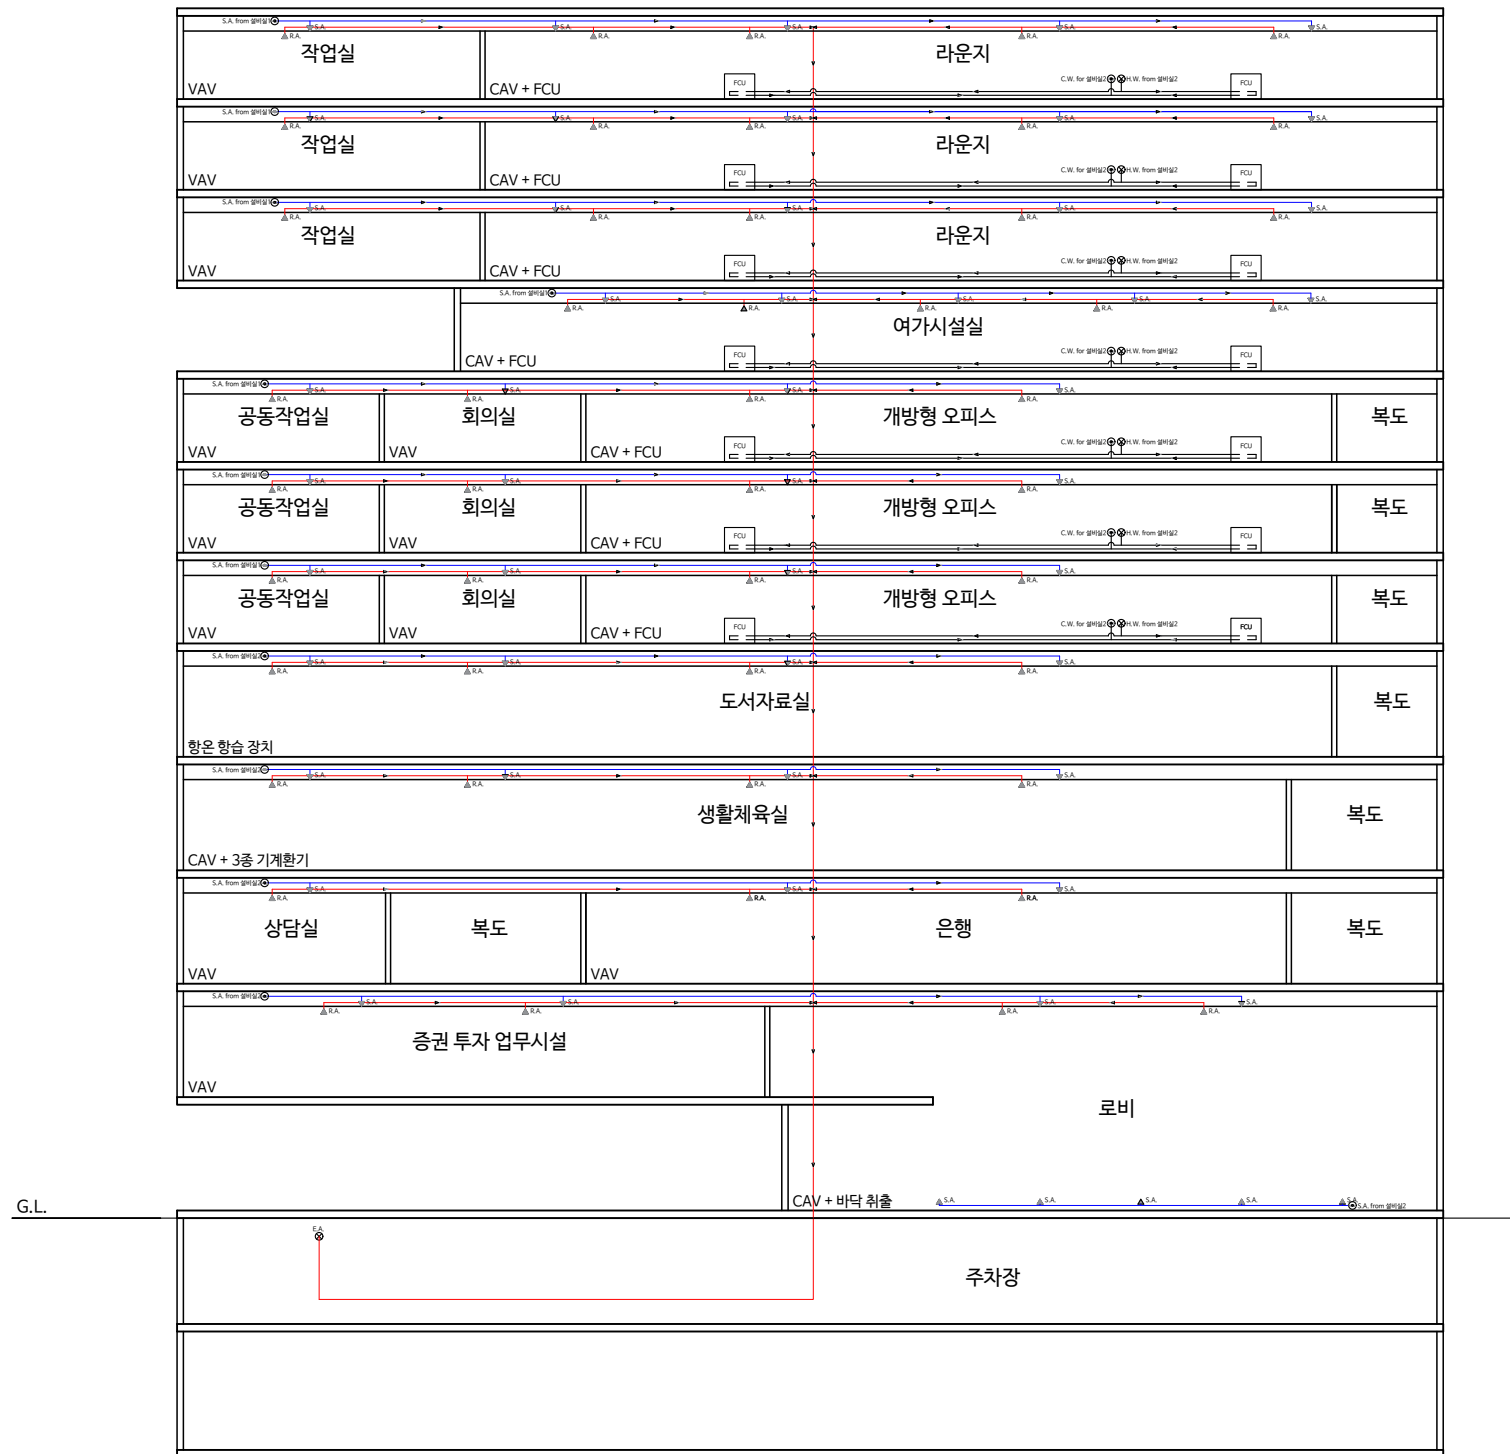 S.A. from 설비실1 S.A. S.A. S.A. S.A. S.A.
R.A. R.A. R.A. R.A. R.A.
작업실 라운지
FCU C.W. for 설비실2 H.W. from 설비실2 FCU
VAV CAV + FCU
S.A. from 설비실1 S.A. S.A. S.A. S.A. S.A.
R.A. R.A. R.A. R.A. R.A.
작업실 라운지
FCU C.W. for 설비실2 H.W. from 설비실2 FCU
VAV CAV + FCU
S.A. from 설비실1 S.A. S.A. S.A. S.A. S.A.
R.A. R.A. R.A. R.A. R.A.
작업실 라운지
FCU C.W. for 설비실2 H.W. from 설비실2 FCU
VAV CAV + FCU
S.A. from 설비실1 S.A. S.A. S.A. S.A. S.A.
R.A. R.A. R.A. R.A. R.A.
여가시설실
FCU C.W. for 설비실2 H.W. from 설비실2 FCU
CAV + FCU
S.A. from 설비실1 S.A. S.A. S.A. S.A.
R.A. R.A. R.A. R.A.
공동작업실 회의실 개방형 오피스 복도
FCU C.W. for 설비실2 H.W. from 설비실2 FCU
VAV VAV CAV + FCU
S.A. from 설비실1 S.A. S.A. S.A. S.A.
R.A. R.A. R.A. R.A.
공동작업실 회의실 개방형 오피스 복도
FCU C.W. for 설비실2 H.W. from 설비실2 FCU
VAV VAV CAV + FCU
S.A. from 설비실1 S.A. S.A. S.A. S.A.
R.A. R.A. R.A. R.A.
공동작업실 회의실 개방형 오피스 복도
FCU C.W. for 설비실2 H.W. from 설비실2 FCU
VAV VAV CAV + FCU
S.A. from 설비실2 S.A. S.A. S.A. S.A.
R.A. R.A. R.A. R.A.
도서자료실 복도
항온 항습 장치
S.A. from 설비실2 S.A. S.A. S.A. S.A.
R.A. R.A. R.A. R.A.
생활체육실 복도
CAV + 3종 기계환기
S.A. from 설비실2 S.A. S.A. S.A.
R.A. R.A. R.A.
상담실 복도 은행 복도
VAV VAV
S.A. from 설비실2 S.A. S.A. S.A. S.A.
R.A. R.A. R.A. R.A.
증권 투자 업무시설
VAV
로비
CAV + 바닥 취출 S.A. S.A. S.A. S.A. S.A.
S.A. from 설비실2
G.L.
E.A.
주차장